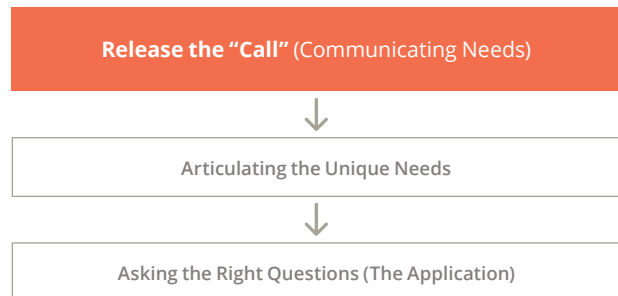 Release the “Call” (Communicating Needs)
Articulating the Unique Needs
Asking the Right Questions (The Application)